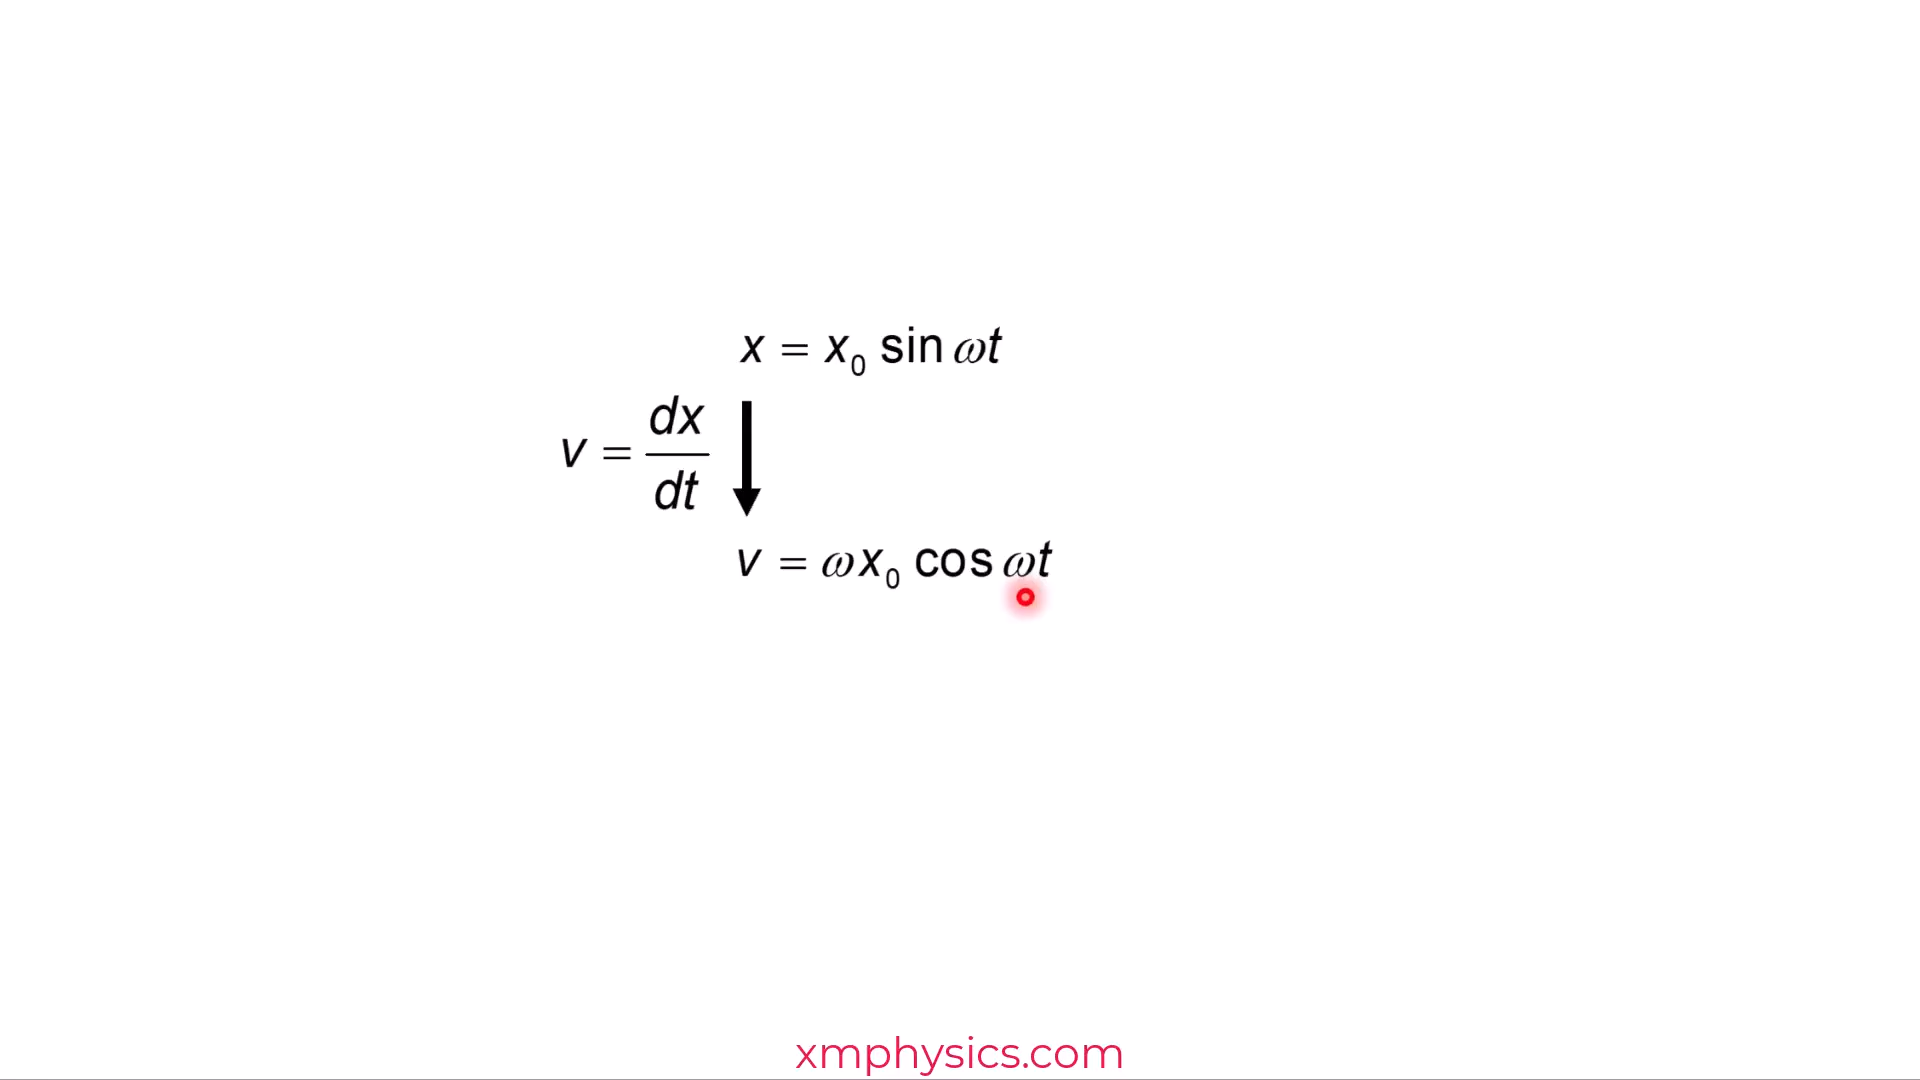 x = x₀ sin ωt
v = dx/dt
v = ωx₀ cos ωt
xmphysics.com